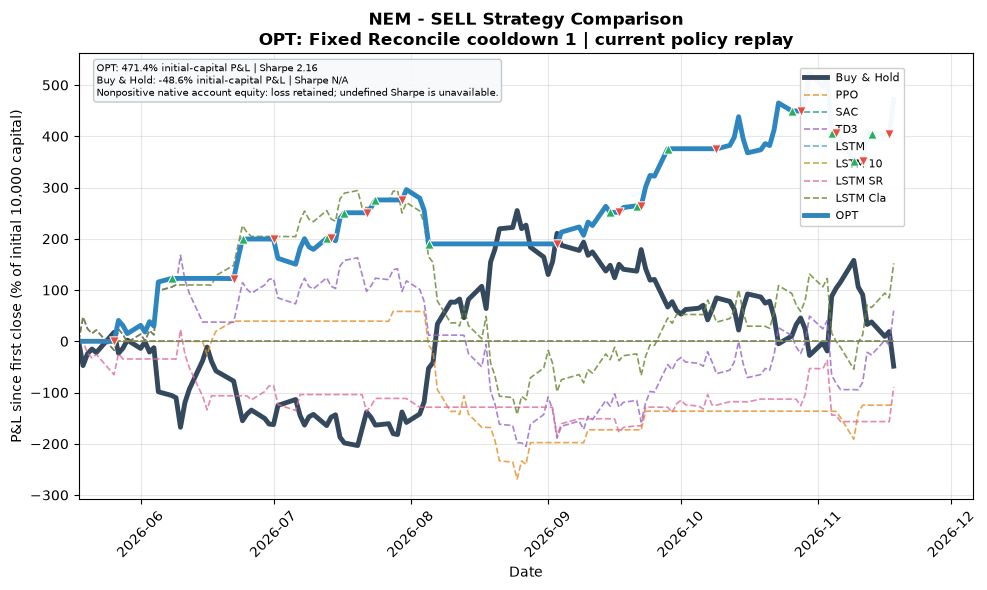 NEM - SELL Strategy Comparison
OPT: Fixed Reconcile cooldown 1 | current policy replay
OPT: 471.4% initial-capital P&L | Sharpe 2.16
Buy & Hold: -48.6% initial-capital P&L | Sharpe N/A
Nonpositive native account equity: loss retained; undefined Sharpe is unavailable.
Buy & Hold
PPO
SAC
TD3
LSTM
LSTM 10
LSTM SR
LSTM Cla
OPT
P&L since first close (% of initial 10,000 capital)
500
400
300
200
100
0
−100
−200
−300
2026-06
2026-07
2026-08
2026-09
2026-10
2026-11
2026-12
Date